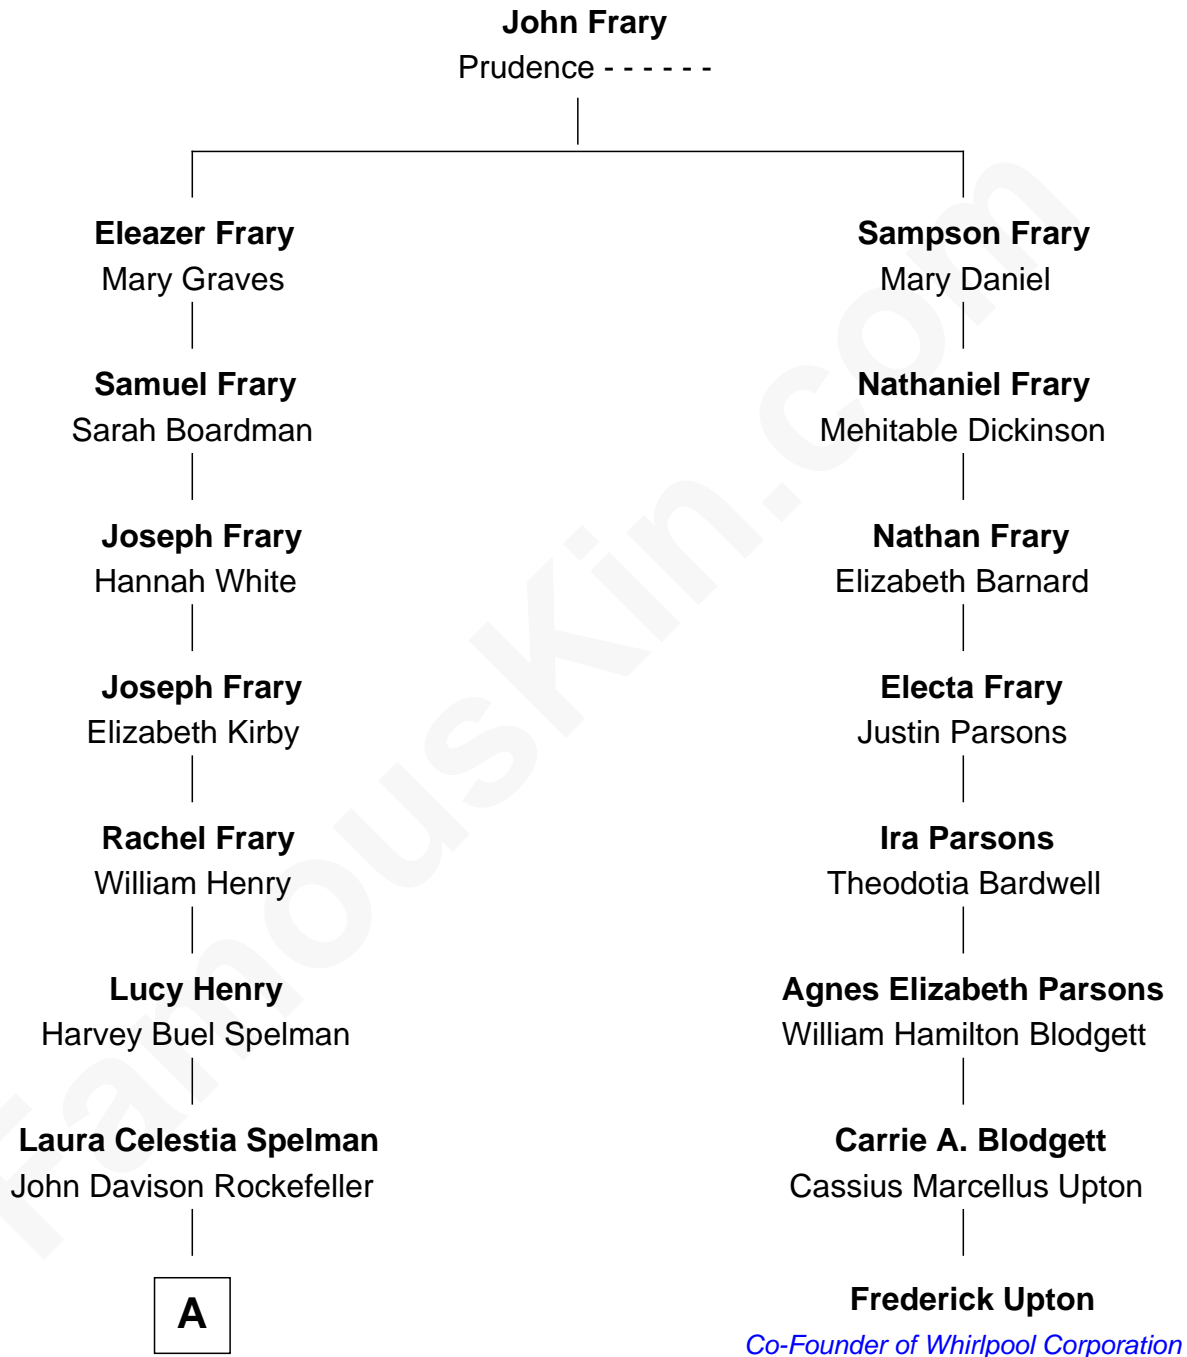 John Frary
Prudence - - - - - -
Eleazer Frary
Mary Graves
Sampson Frary
Mary Daniel
Samuel Frary
Sarah Boardman
Nathaniel Frary
Mehitable Dickinson
Joseph Frary
Hannah White
Nathan Frary
Elizabeth Barnard
Joseph Frary
Elizabeth Kirby
Electa Frary
Justin Parsons
Rachel Frary
William Henry
Ira Parsons
Theodotia Bardwell
Lucy Henry
Harvey Buel Spelman
Agnes Elizabeth Parsons
William Hamilton Blodgett
Laura Celestia Spelman
John Davison Rockefeller
Carrie A. Blodgett
Cassius Marcellus Upton
A
Frederick Upton
Co-Founder of Whirlpool Corporation
FamousKin.com